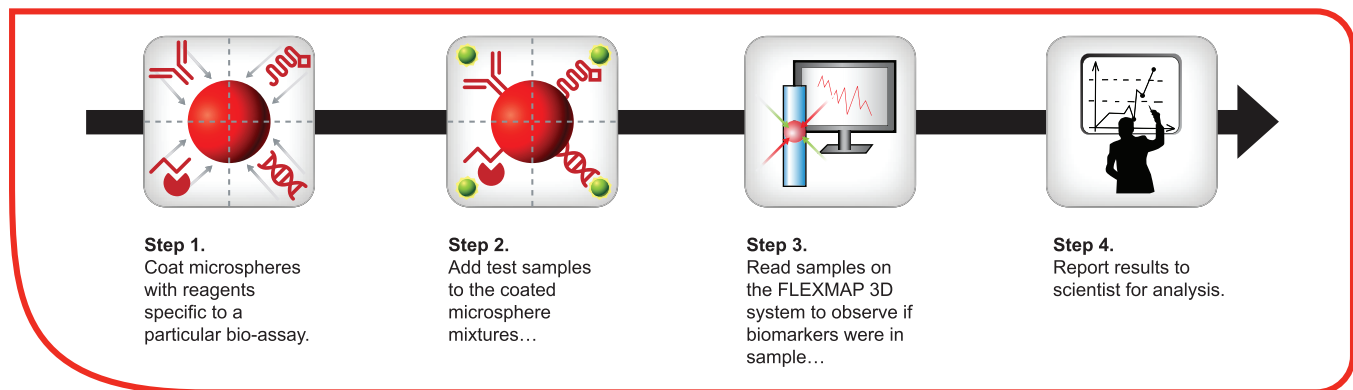 Step 1.
Coat microspheres
with reagents
specific to a
particular bio-assay.
Step 2.
Add test samples
to the coated
microsphere
mixtures…
Step 3.
Read samples on
the FLEXMAP 3D
system to observe if
biomarkers were in
sample…
Step 4.
Report results to
scientist for analysis.